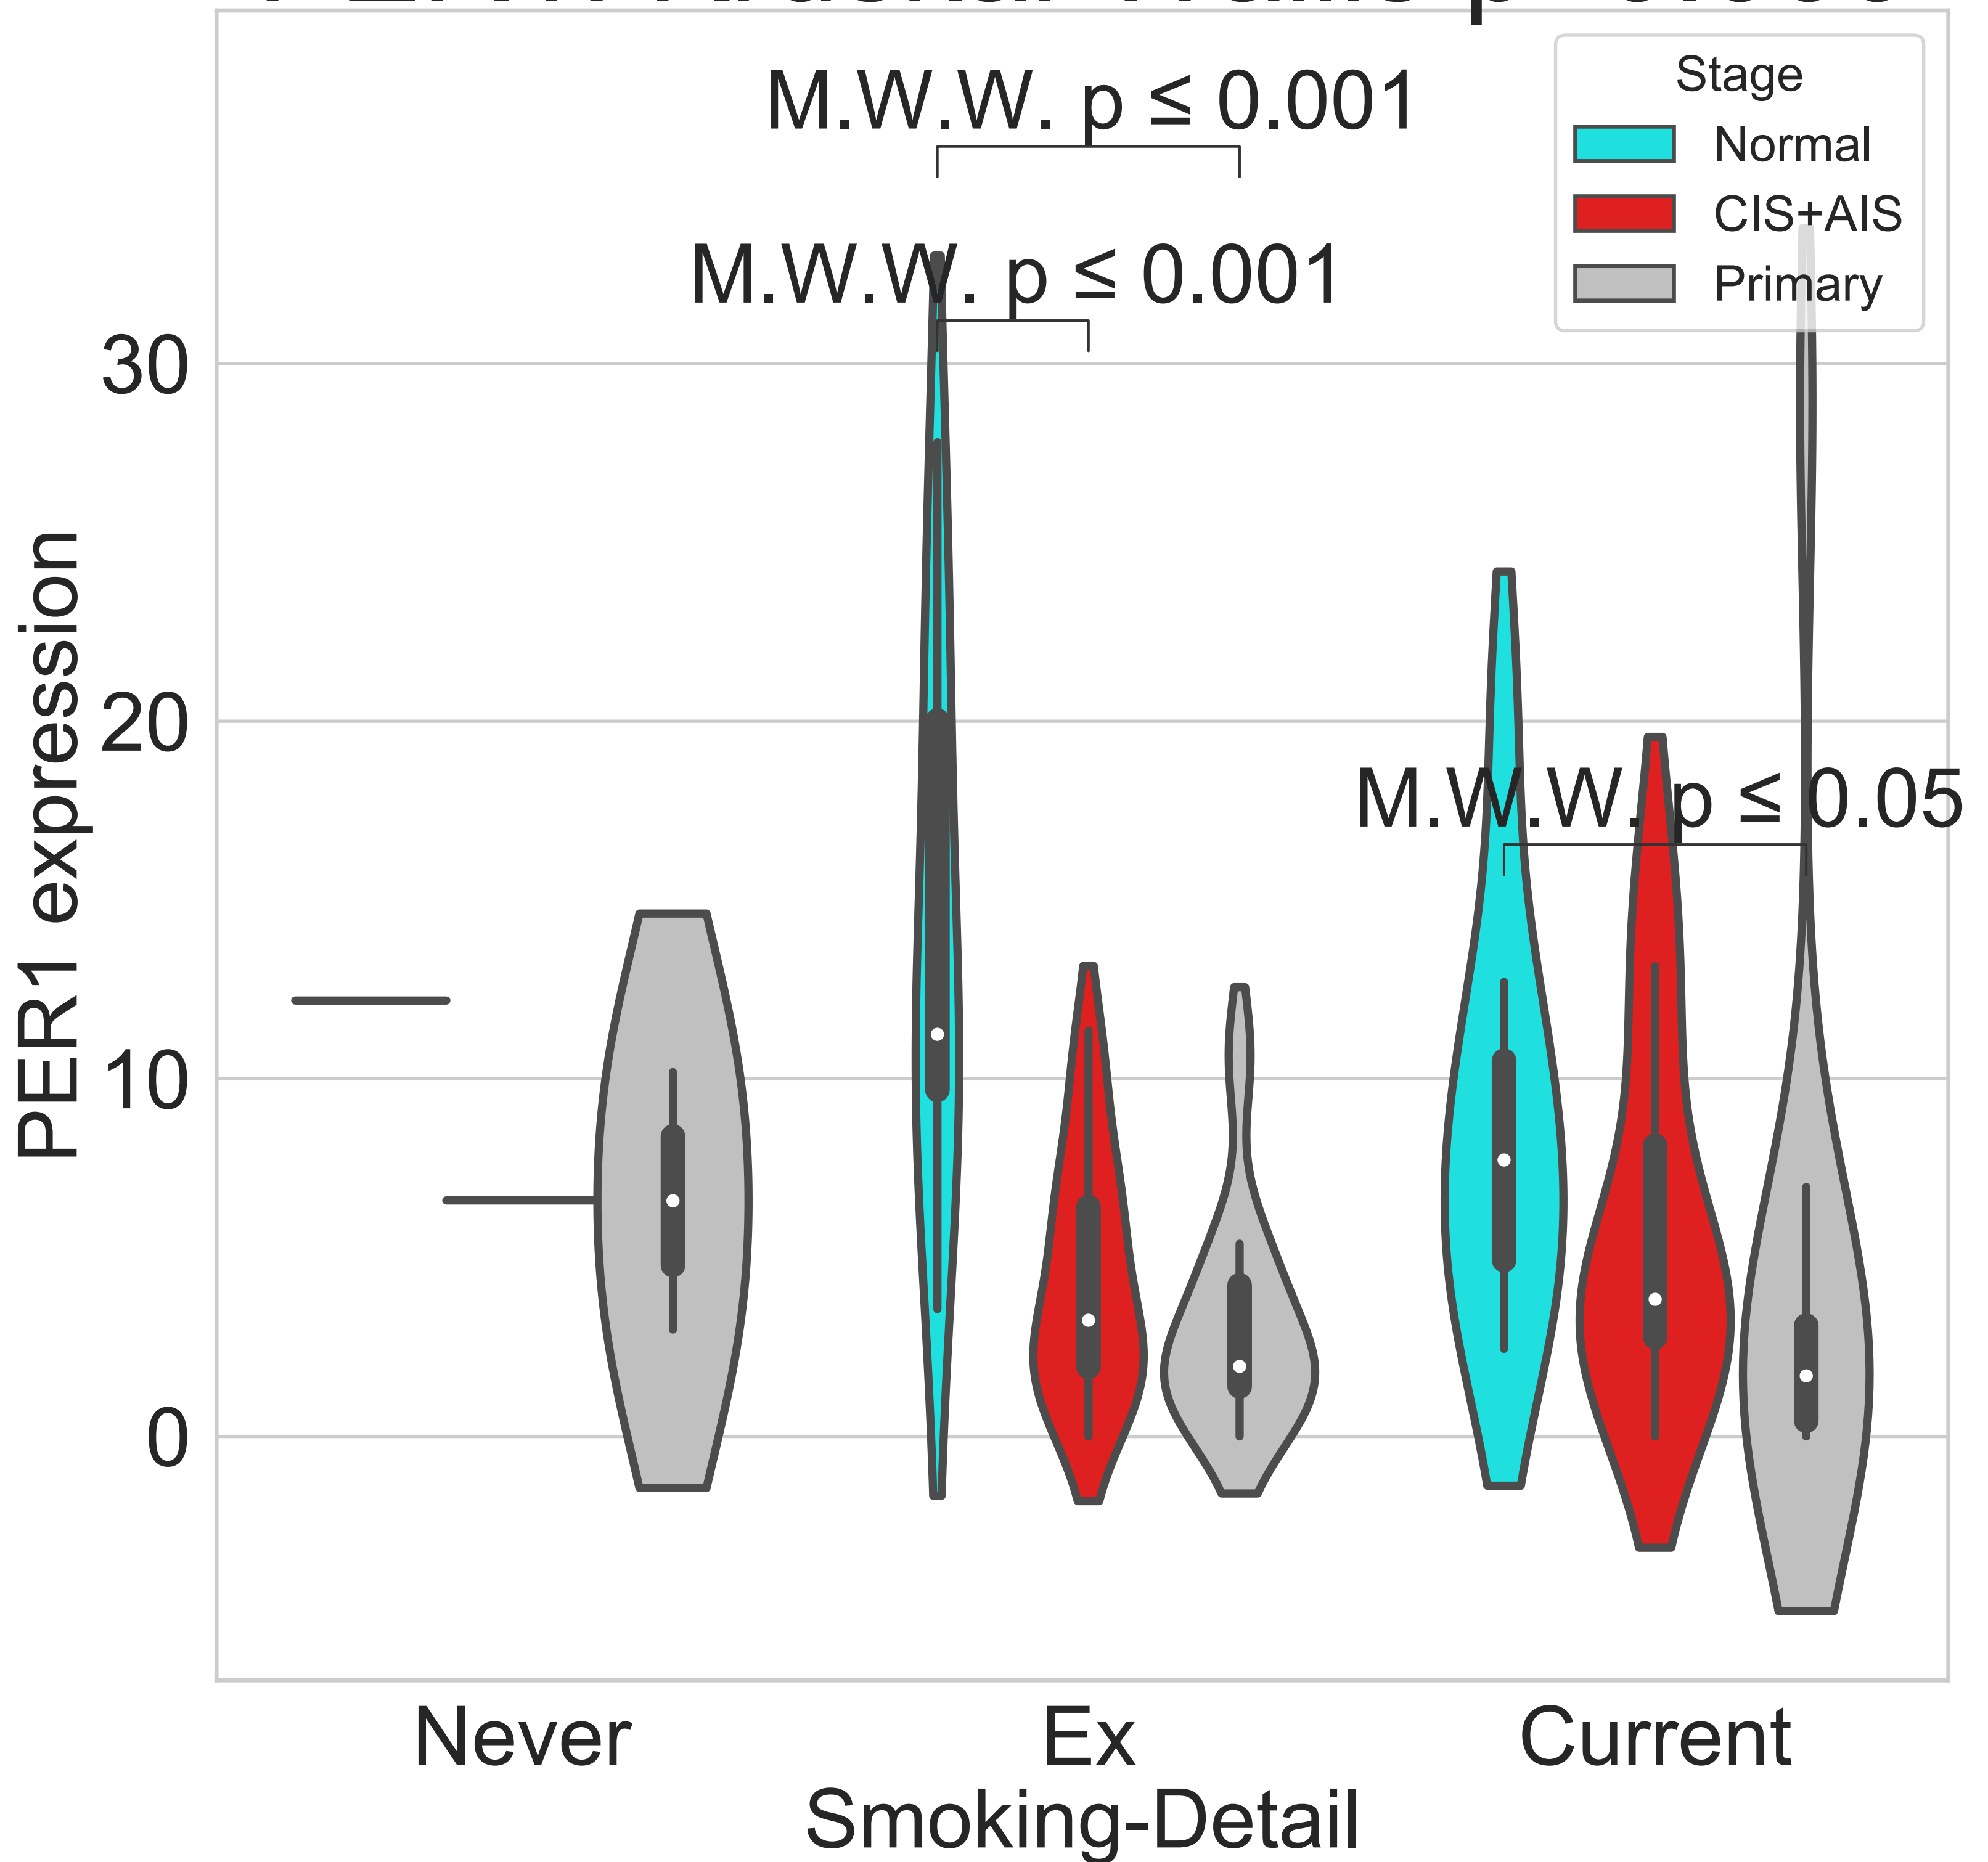 M.W.W. p ≤ 0.001
Stage
Normal
CIS+AIS
Primary
M.W.W. p ≤ 0.001
30
20
M.W.W. p ≤ 0.05
10
0
PER1 expression
Never
Ex
Current
Smoking-Detail